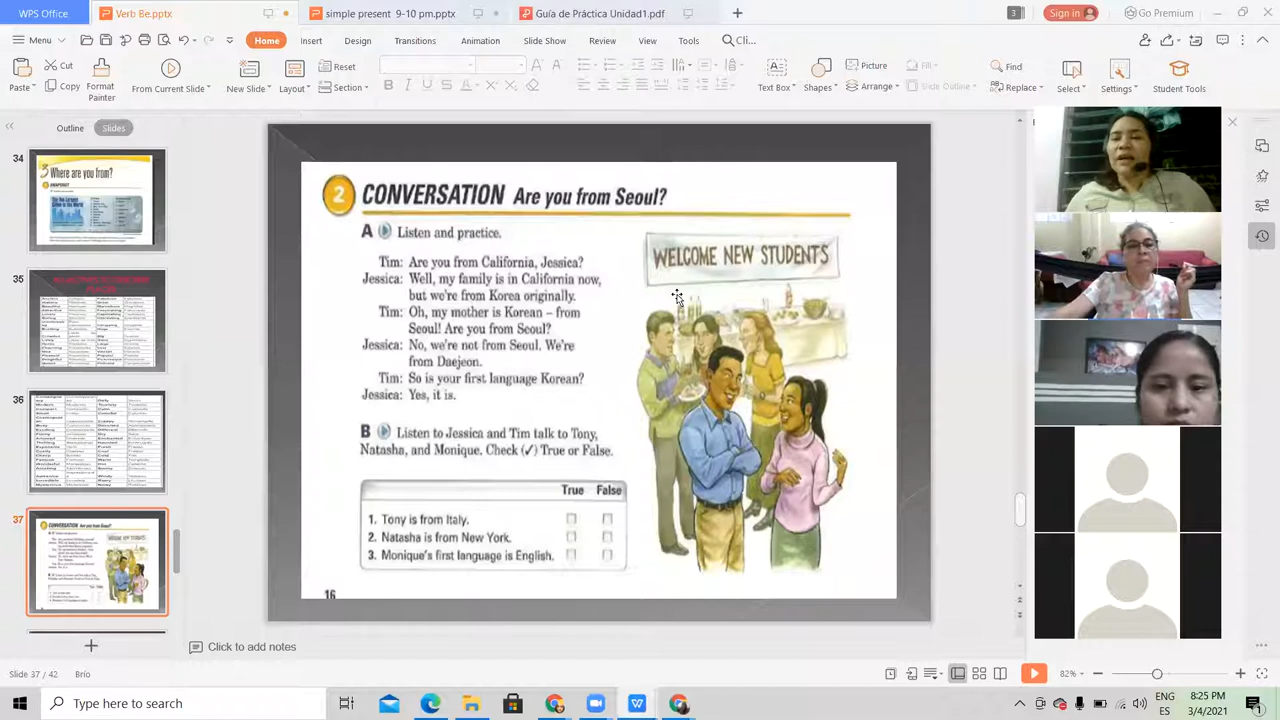 WPS Office
Verb be.pptx
9-10 pm.pptx
Guia de Práctica Unidad1.pdf
3
Sign in
Go Premium
Menu
Home
Insert
Animation
Slide Show
Review
View
Cli...
Paste
Cut
Copy
Format
Painter
From Current Slide
New Slide
Layout
Reset
Text Box
Shapes
Picture
Arrange
Fill
Slide Outline
Find
Replace
Select
Settings
Student Tools
Outline
Slides
34
3 Where are you from?
35
36
37
2 CONVERSATION Are you from Seoul?
A Listen and practice.
Tim: Are you from California, Jessica?
Jessica: Well, my family is in California now,
but we're from Korea originally.
Tim: Oh, my mother is Korean – from
Seoul! Are you from Seoul?
Jessica: No, we're not from Seoul. We're
from Daejeon.
Tim: So is your first language Korean?
Jessica: Yes, it is.
B Listen to Jessica and Tim talk to Tony,
Natasha, and Monique. Check (✓) True or False.
True False
1. Tony is from Italy.
2. Natasha is from New York.
3. Monique's first language is English.
WELCOME NEW STUDENTS
16
Click to add notes
Slide 37 / 42
Brío
82%
Type here to search
ENG
ES
8:25 PM
3/4/2021